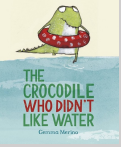 THE
CROCODILE
WHO DIDN'T
LIKE WATER
Gemma Merino